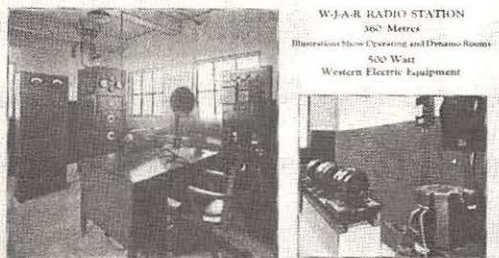 W-J-A-R RADIO STATION
360 Metres
Illustrations Show Operating and Dynamo Rooms
500 Watt
Western Electric Equipment